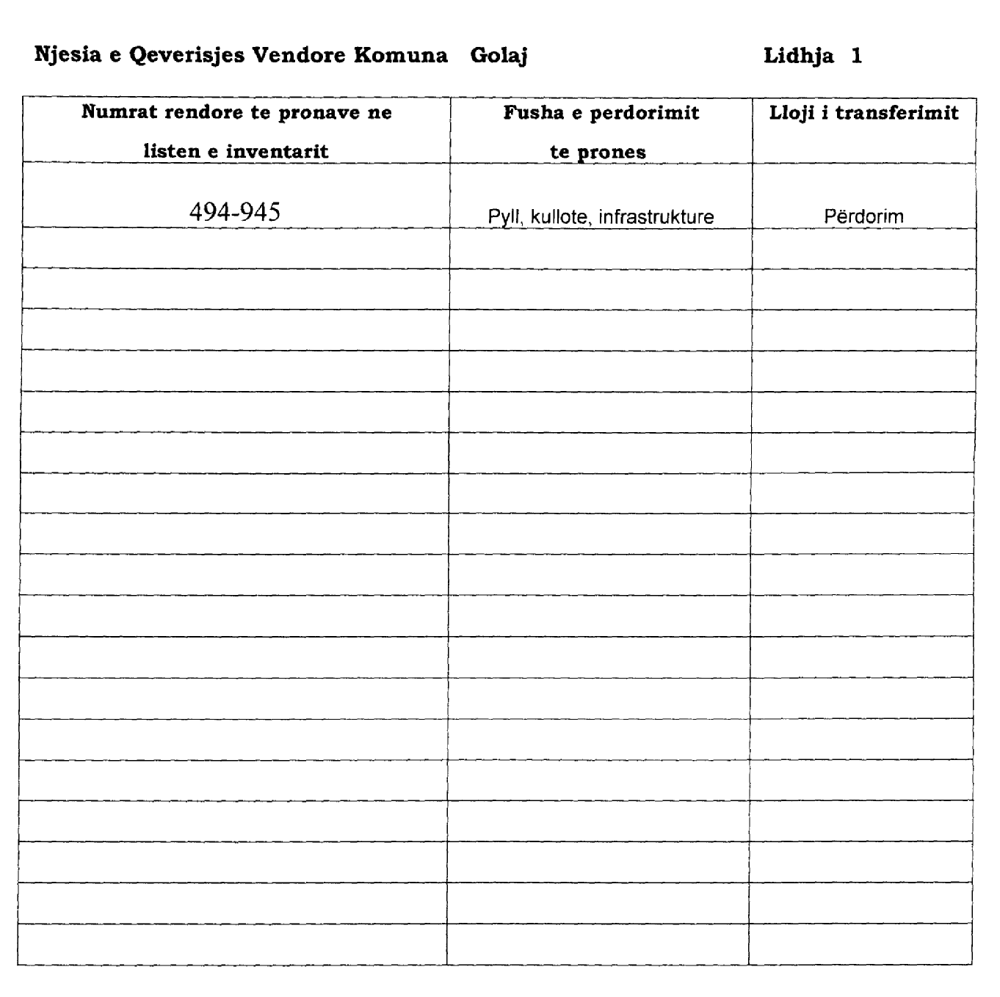 Njesia e Qeverisjes Vendore Komuna Golaj Lidhja 1
Numrat rendore te pronave ne Fusha e perdorimit Lloji i transferimit
listen e inventarit te prones
494-945 Pyll, kullote, infrastrukture Përdorim